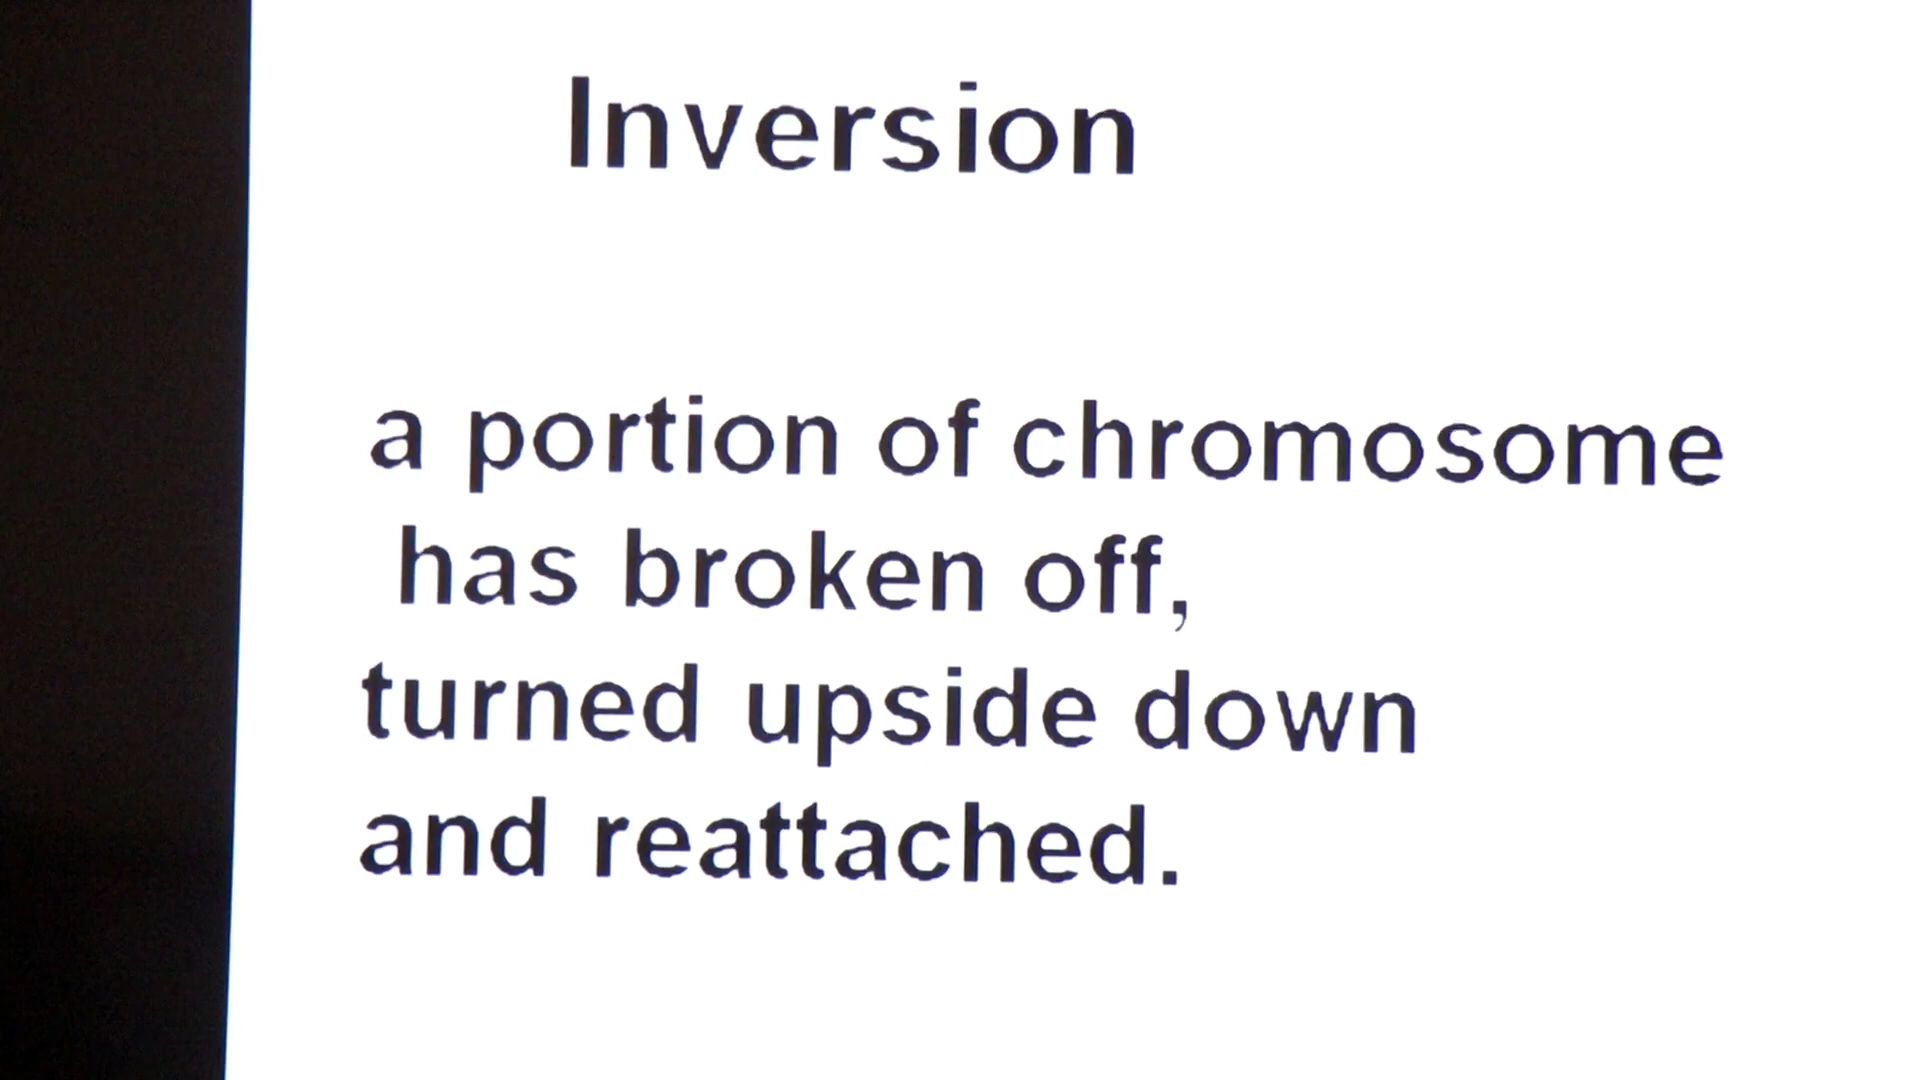 Inversion
a portion of chromosome
has broken off,
turned upside down
and reattached.